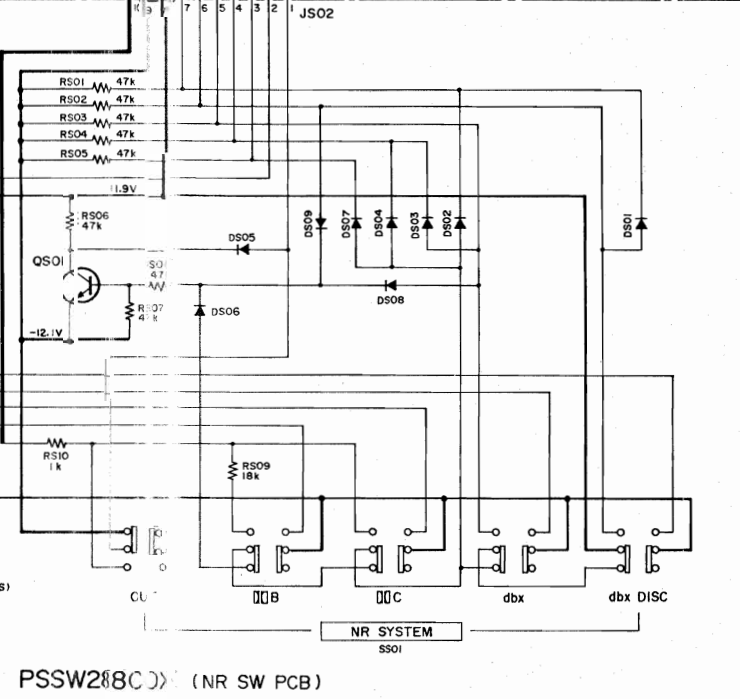 7 6 5 4 3 2 1 JS02
RS01 47k
RS02 47k
RS03 47k
RS04 47k
RS05 47k
11.9V
RS06
47k
DS09 DS07 DS04 DS03 DS02 DS01
DS05
QS01
47
DS08
DS06
-12.1V
RS10
1k
RS09
18k
B C dbx dbx DISC
NR SYSTEM
SS01
(NR SW PCB)